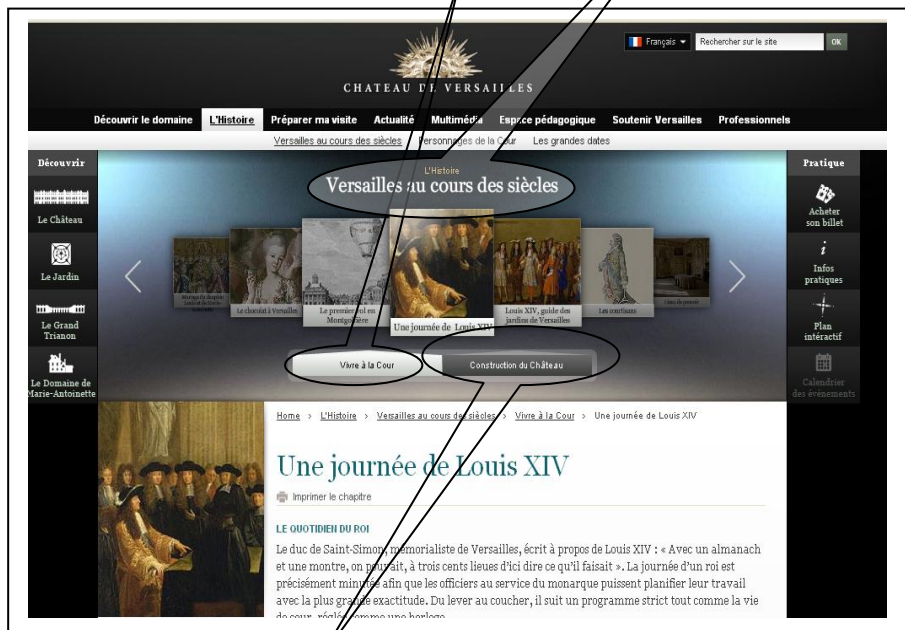 Français
Rechercher sur le site
OK
CHATEAU DE VERSAILLES
Découvrir le domaine L'Histoire Préparer ma visite Actualité Multimédia Espace pédagogique Soutenir Versailles Professionnels
Versailles au cours des siècles Personnages de la Cour Les grandes dates
Découvrir
Le Château
Le Jardin
Le Grand
Trianon
Le Domaine de
Marie-Antoinette
L'Histoire
Versailles au cours des siècles
Le chocolat à Versailles
Le premier vol en
Montgolfière
Une journée de Louis XIV
Louis XIV, guide des
jardins de Versailles
Les courtisans
Vivre à la Cour
Construction du Château
Pratique
Acheter
son billet
Infos
pratiques
Plan
intéractif
Calendrier
des événements
Home > L'Histoire > Versailles au cours des siècles > Vivre à la Cour > Une journée de Louis XIV
Une journée de Louis XIV
Imprimer le chapitre
LE QUOTIDIEN DU ROI
Le duc de Saint-Simon, memorialiste de Versailles, écrit à propos de Louis XIV : « Avec un almanach
et une montre, on pouvait, à trois cents lieues d'ici dire ce qu'il faisait ». La journée d'un roi est
précisément minutée afin que les officiers au service du monarque puissent planifier leur travail
avec la plus grande exactitude. Du lever au coucher, il suit un programme strict tout comme la vie
de cour, réglée comme une horloge.